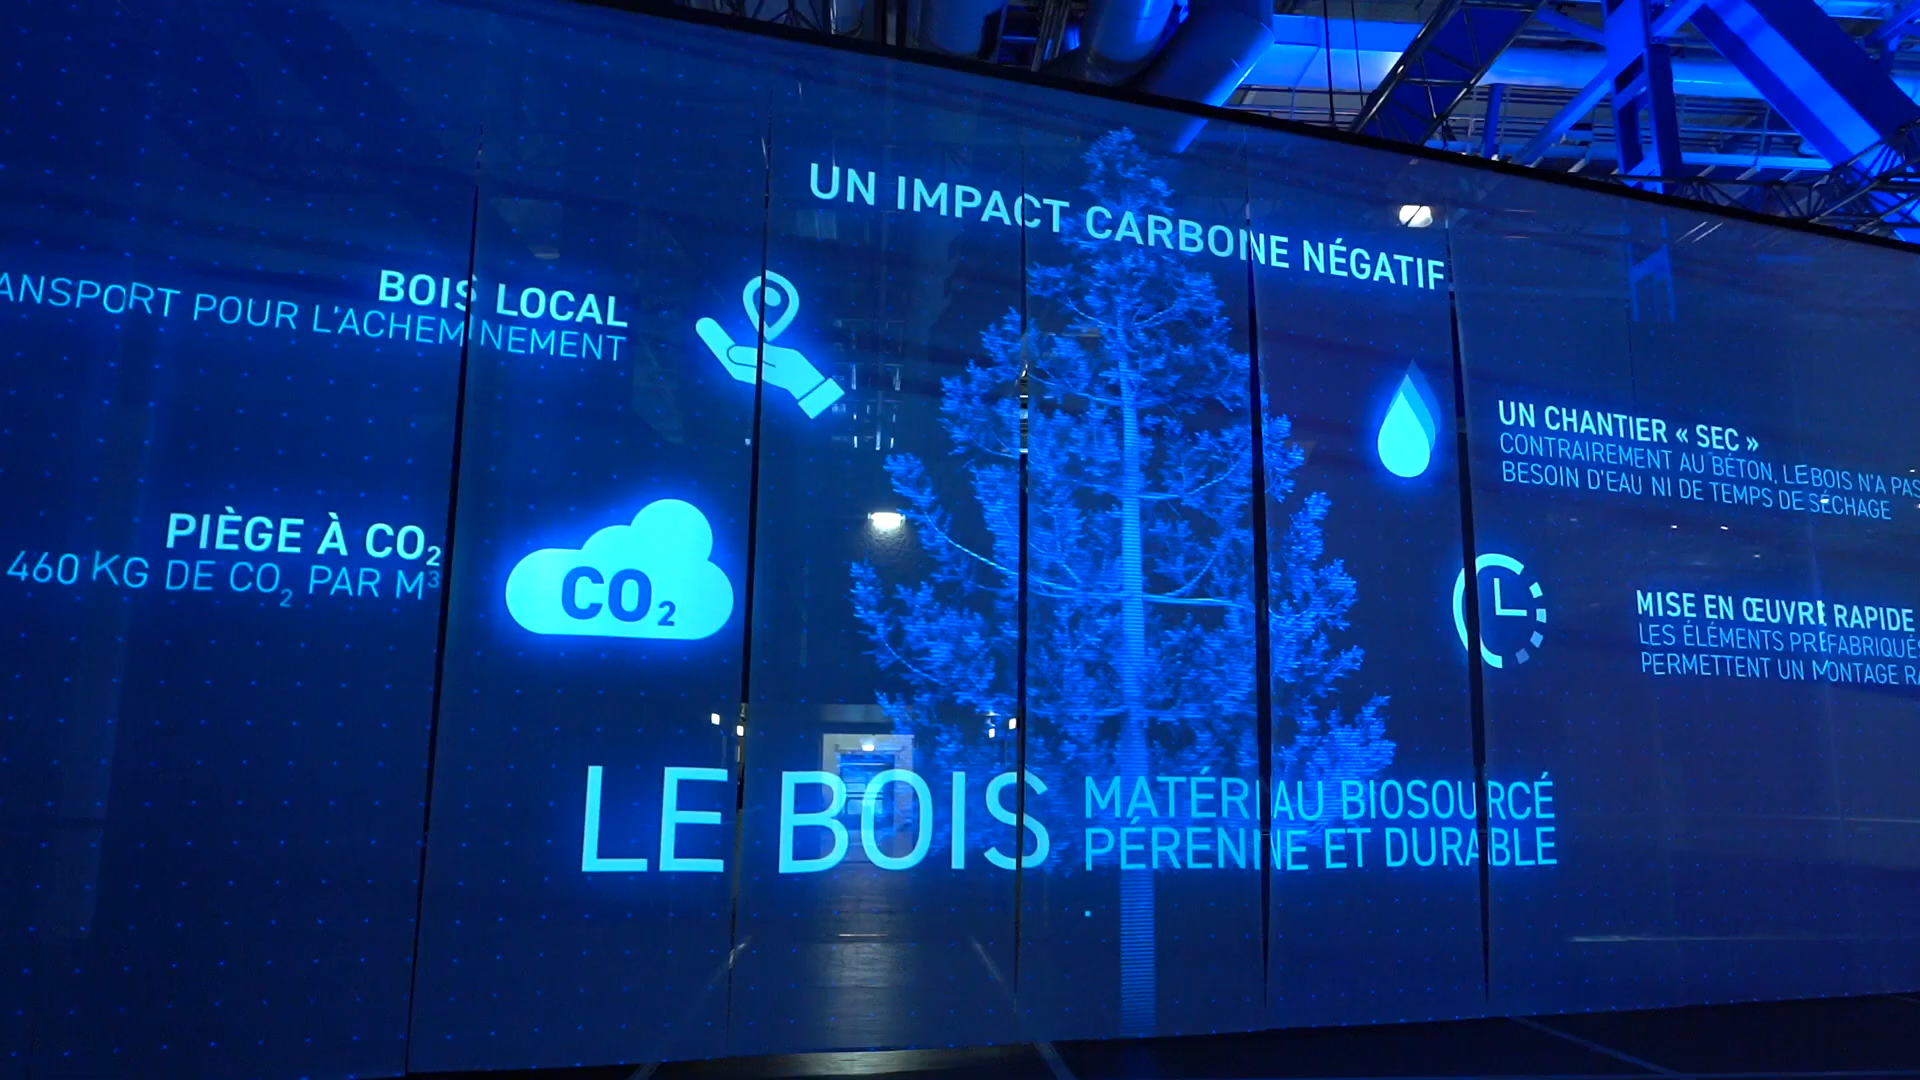 UN IMPACT CARBONE NÉGATIF
BOIS LOCAL
POUR L'ACHEMINEMENT
PIÈGE À CO₂
460 KG DE CO₂ PAR M³
CO₂
UN CHANTIER « SEC »
CONTRAIREMENT AU BÉTON, LE BOIS N'A PAS
BESOIN D'EAU NI DE TEMPS DE SÉCHAGE
MISE EN ŒUVRE RAPIDE
LES ÉLÉMENTS PRÉFABRIQUÉS
PERMETTENT UN MONTAGE
LE BOIS
MATÉRIAU BIOSOURCÉ
PÉRENNE ET DURABLE